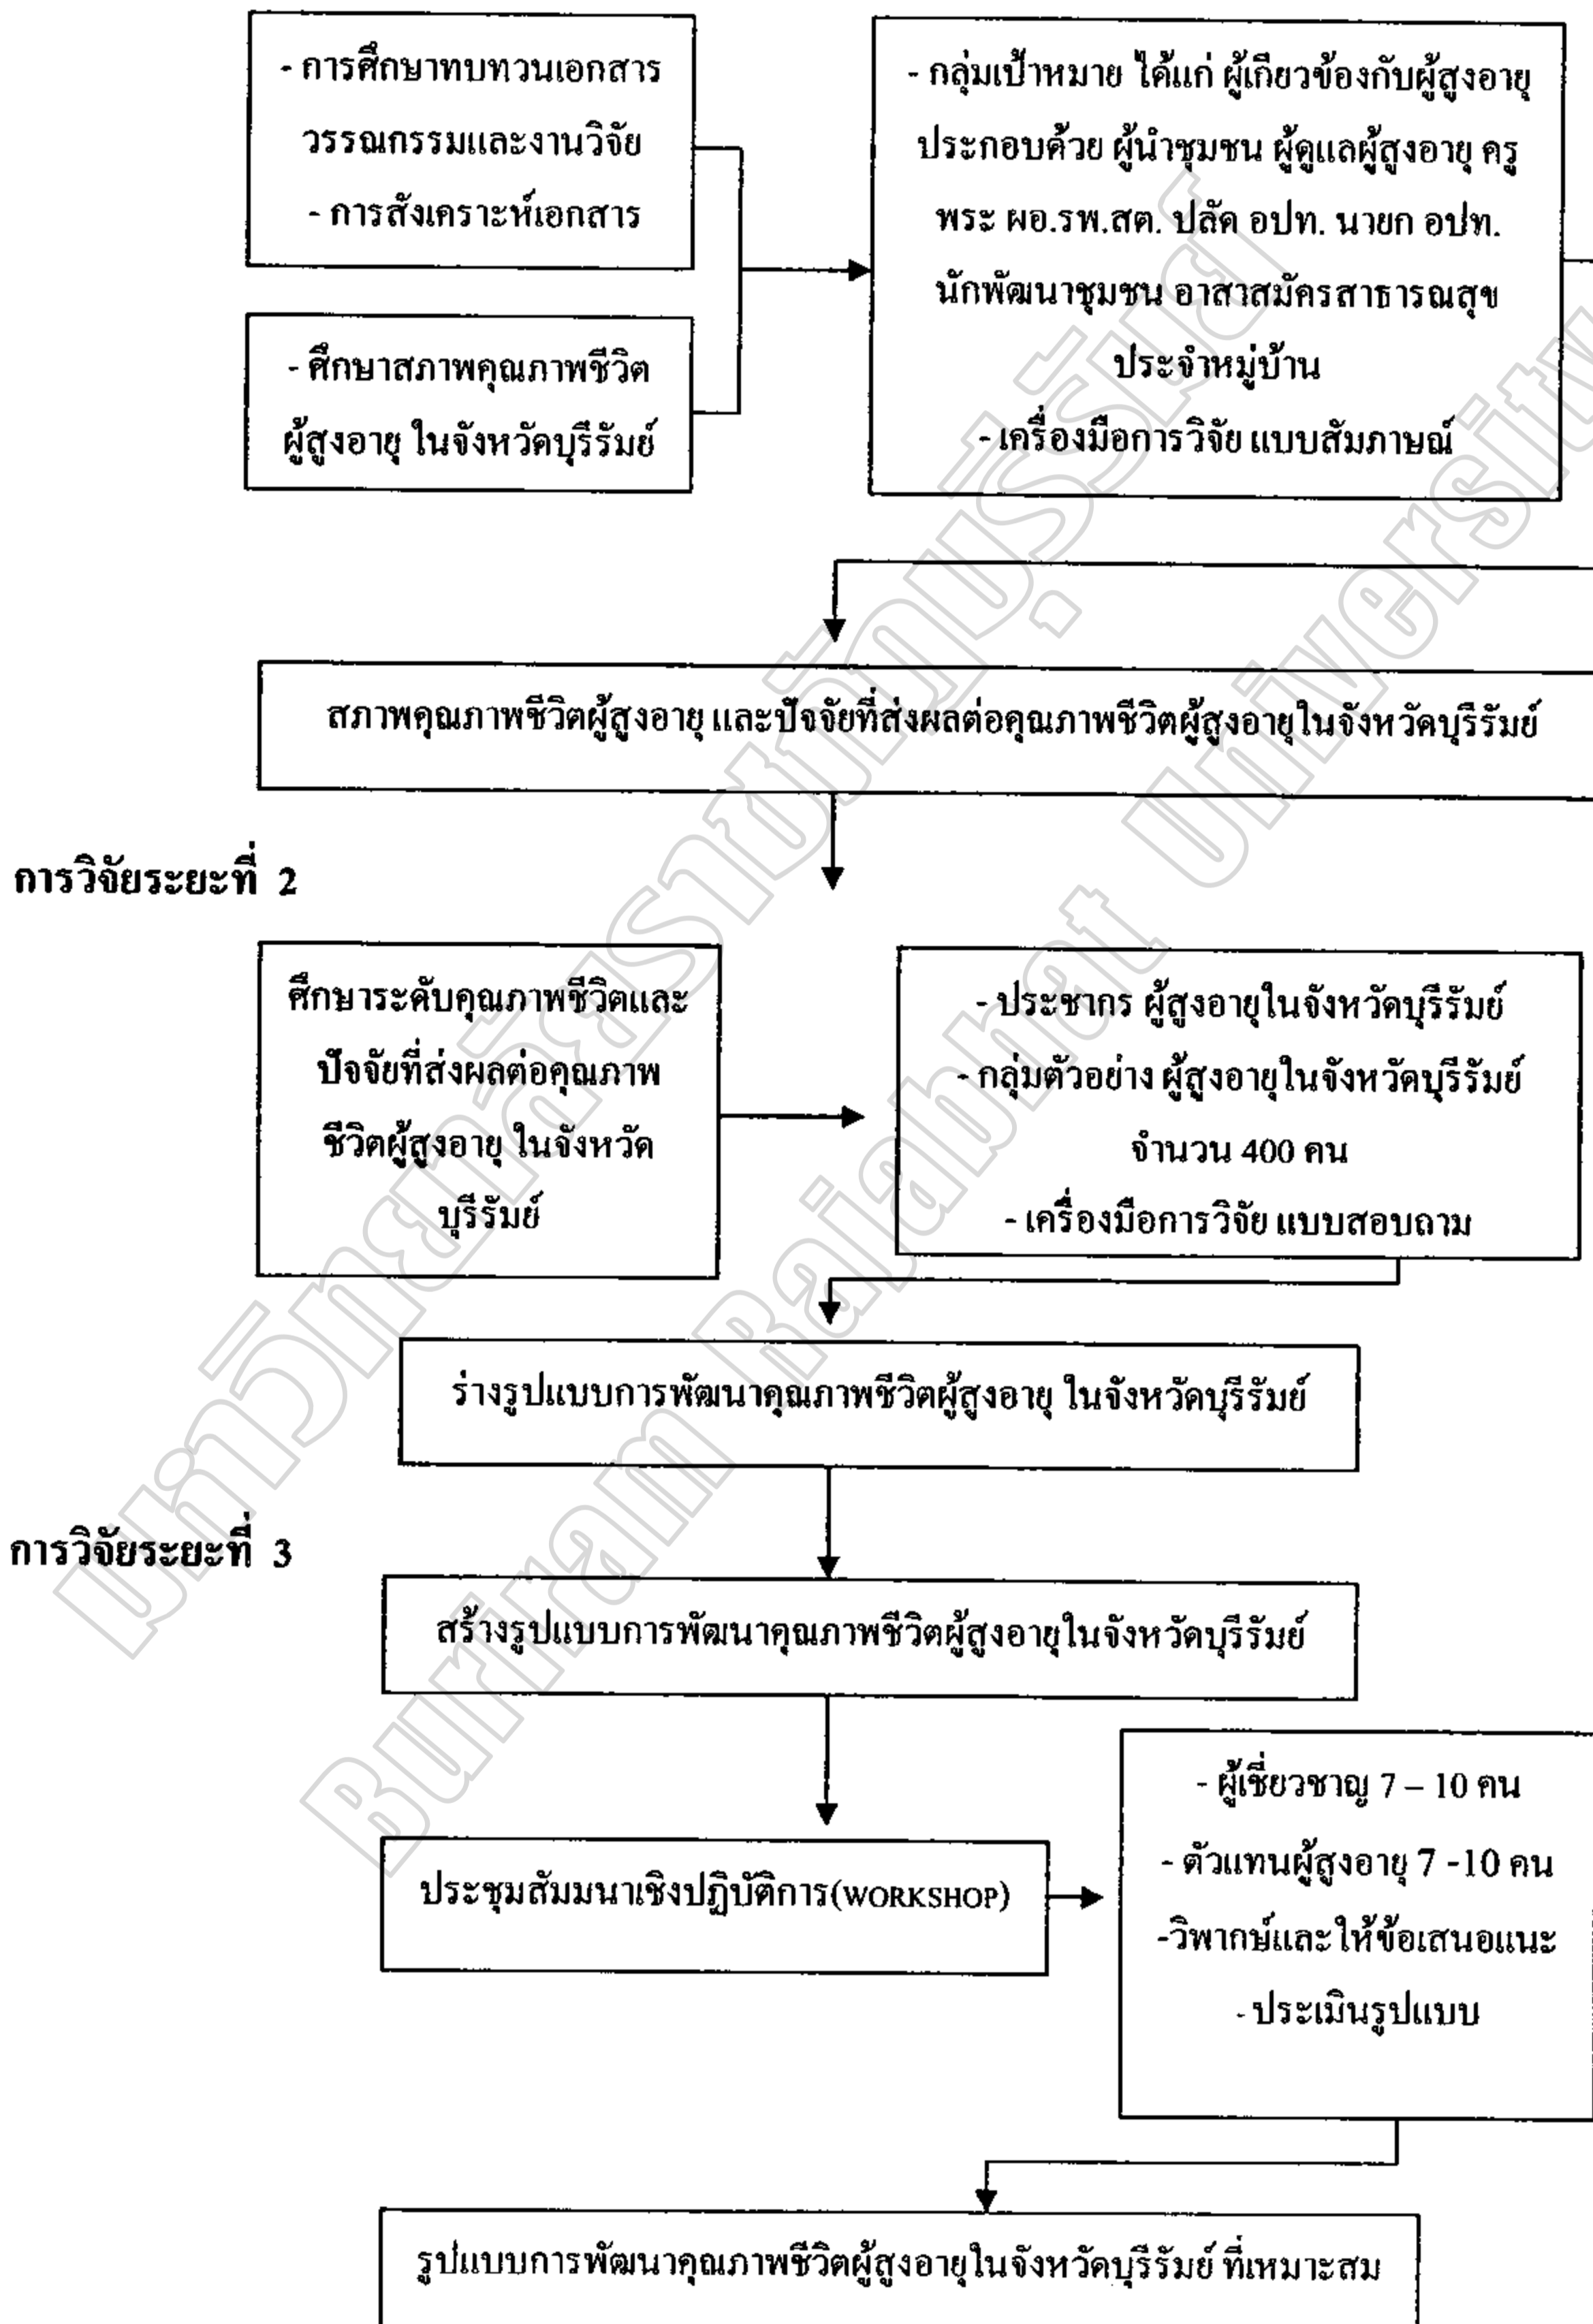 - การศึกษาทบทวนเอกสาร
วรรณกรรมและงานวิจัย
- การสังเคราะห์เอกสาร
- ศึกษาสภาพคุณภาพชีวิต
ผู้สูงอายุ ในจังหวัดบุรีรัมย์
- กลุ่มเป้าหมาย ได้แก่ ผู้เกี่ยวข้องกับผู้สูงอายุ
ประกอบด้วย ผู้นำชุมชน ผู้ดูแลผู้สูงอายุ ครู
พระ ผอ.รพ.สต. ปลัด อปท. นายก อปท.
นักพัฒนาชุมชน อาสาสมัครสาธารณสุข
ประจำหมู่บ้าน
- เครื่องมือการวิจัย แบบสัมภาษณ์
สภาพคุณภาพชีวิตผู้สูงอายุ และปัจจัยที่ส่งผลต่อคุณภาพชีวิตผู้สูงอายุในจังหวัดบุรีรัมย์
การวิจัยระยะที่ 2
ศึกษาระดับคุณภาพชีวิตและ
ปัจจัยที่ส่งผลต่อคุณภาพ
ชีวิตผู้สูงอายุ ในจังหวัด
บุรีรัมย์
- ประชากร ผู้สูงอายุในจังหวัดบุรีรัมย์
- กลุ่มตัวอย่าง ผู้สูงอายุในจังหวัดบุรีรัมย์
จำนวน 400 คน
- เครื่องมือการวิจัย แบบสอบถาม
ร่างรูปแบบการพัฒนาคุณภาพชีวิตผู้สูงอายุ ในจังหวัดบุรีรัมย์
การวิจัยระยะที่ 3
สร้างรูปแบบการพัฒนาคุณภาพชีวิตผู้สูงอายุในจังหวัดบุรีรัมย์
ประชุมสัมมนาเชิงปฏิบัติการ(WORKSHOP)
- ผู้เชี่ยวชาญ 7 – 10 คน
- ตัวแทนผู้สูงอายุ 7 -10 คน
-วิพากษ์และให้ข้อเสนอแนะ
- ประเมินรูปแบบ
รูปแบบการพัฒนาคุณภาพชีวิตผู้สูงอายุในจังหวัดบุรีรัมย์ ที่เหมาะสม
มหาวิทยาลัยราชภัฏบุรีรัมย์
Buriram Rajabhat University